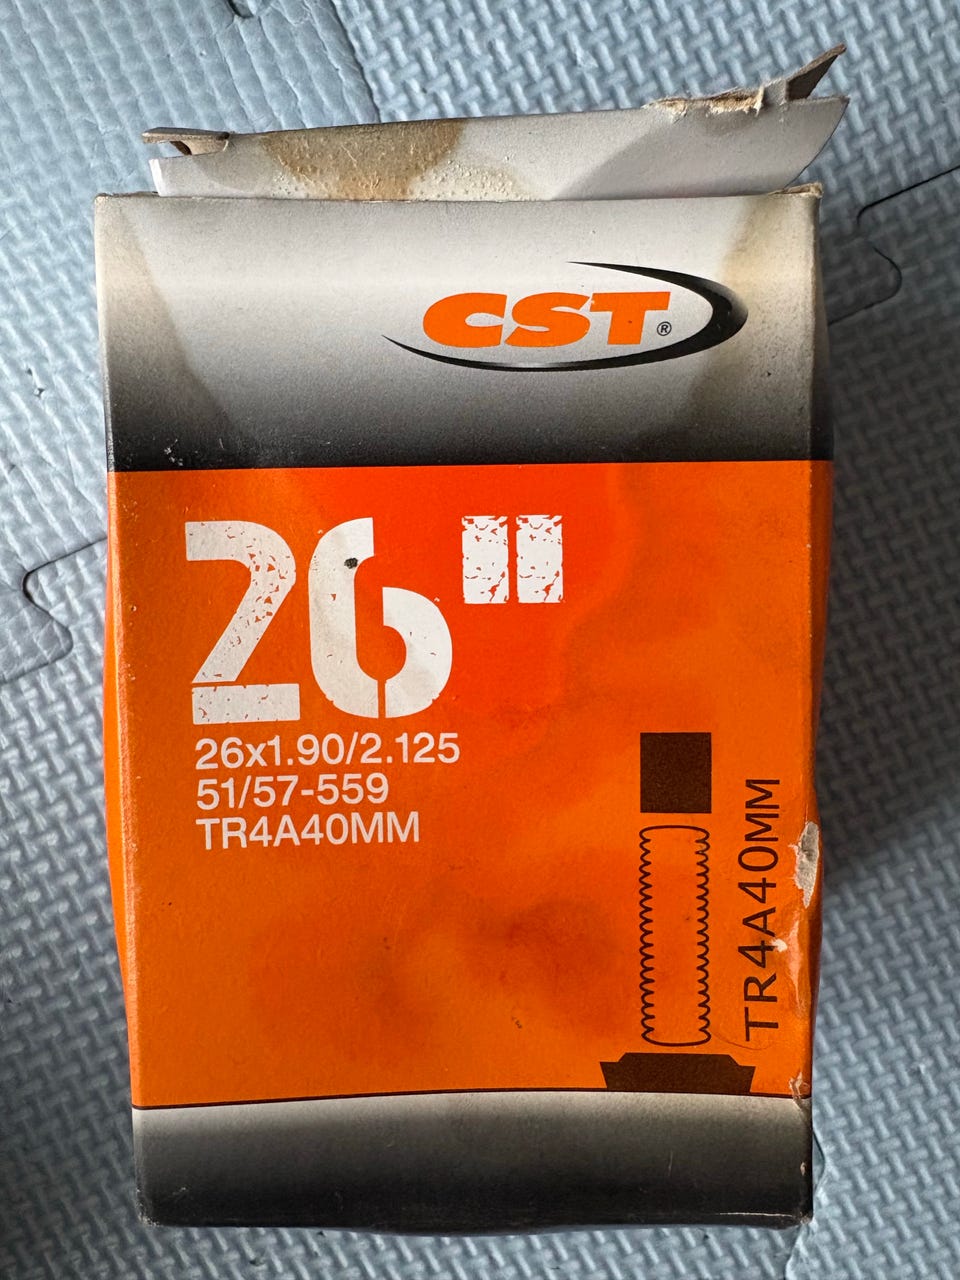 CST®
26"
26x1.90/2.125
51/57-559
TR4A40MM
TR4A40MM